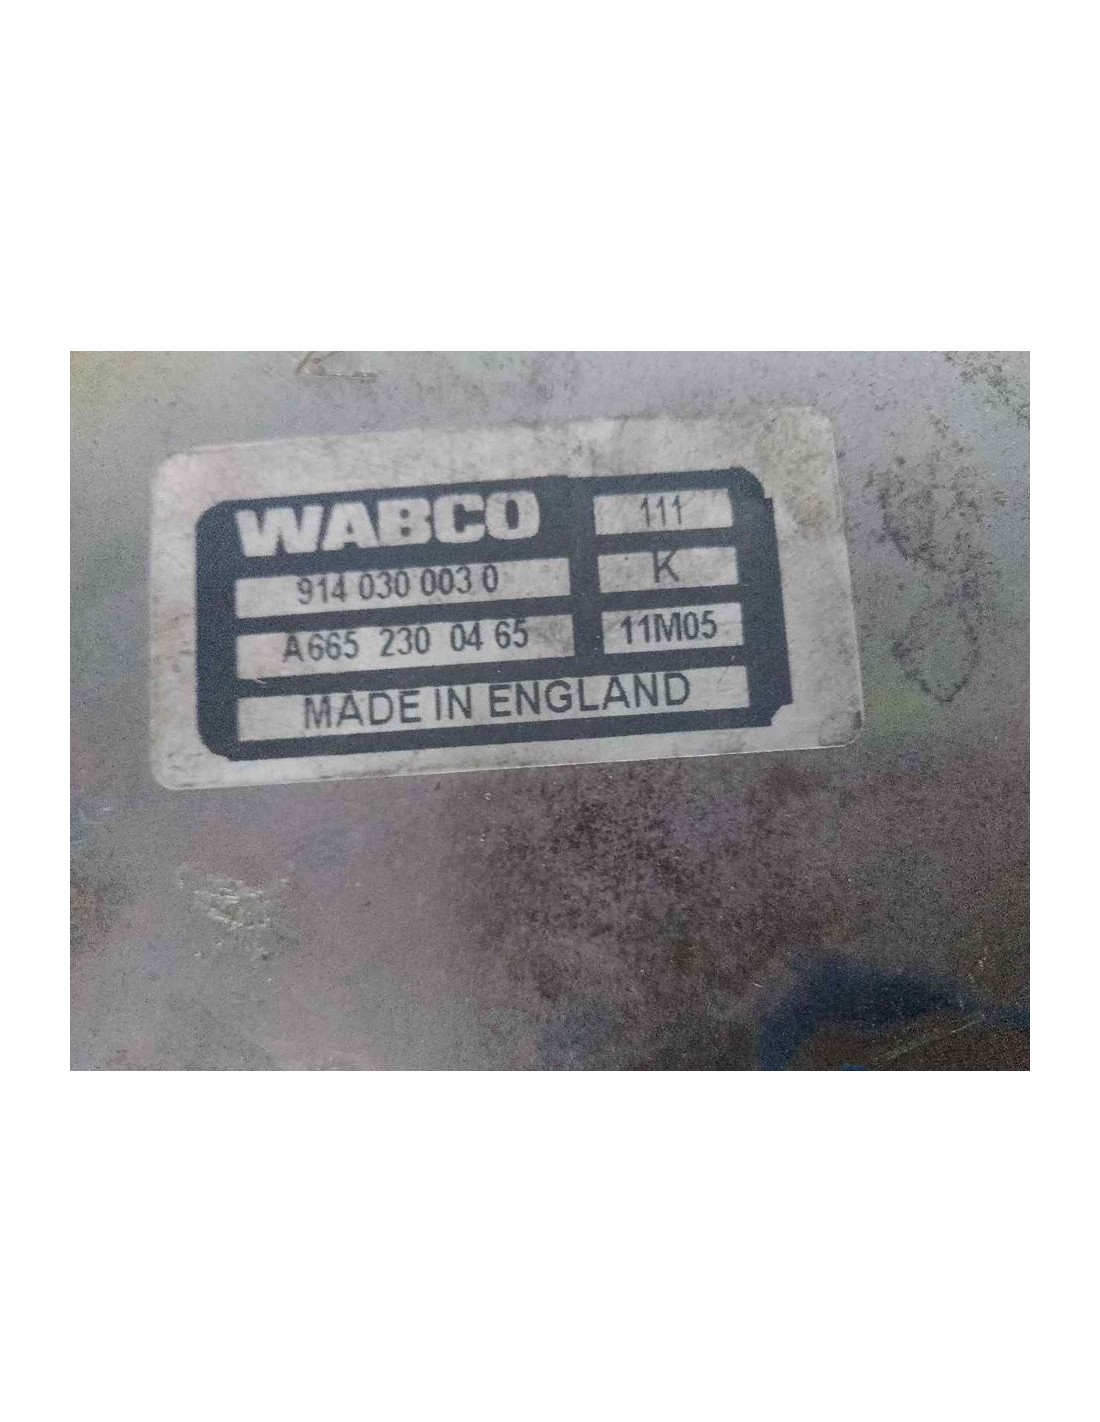 WABCO 111
914 030 003 0 K
A665 230 04 65 11M05
MADE IN ENGLAND